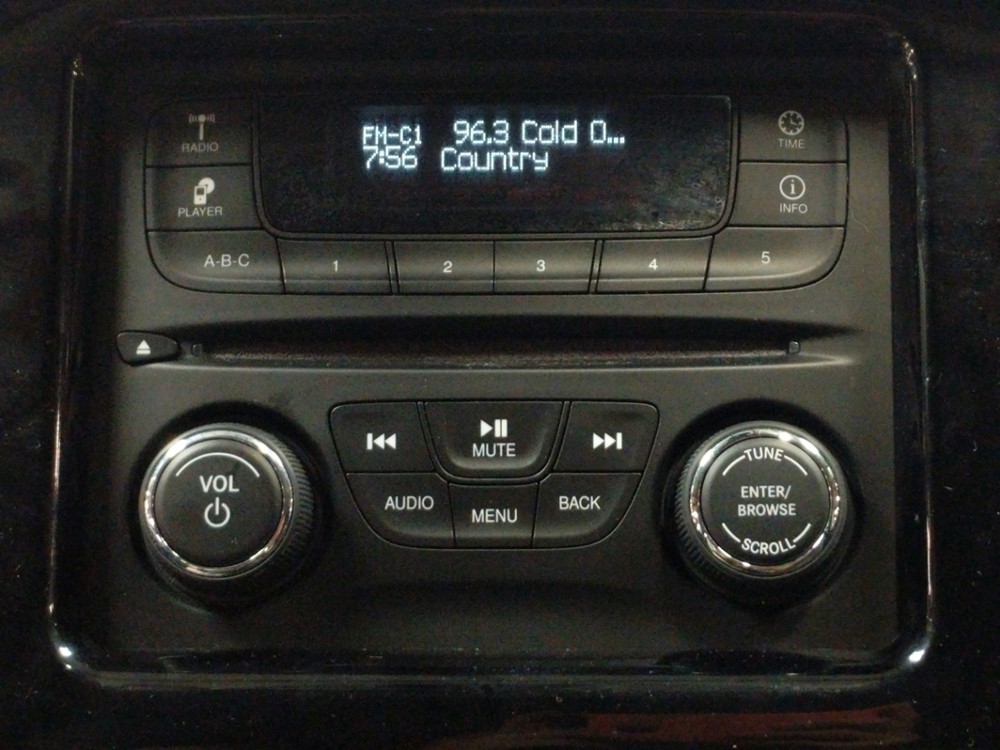 FM-C1 96.3 Cold O...
7:56 Country
RADIO
TIME
PLAYER
INFO
A-B-C 1 2 3 4 5
VOL
MUTE
AUDIO MENU BACK
TUNE
ENTER/
BROWSE
SCROLL